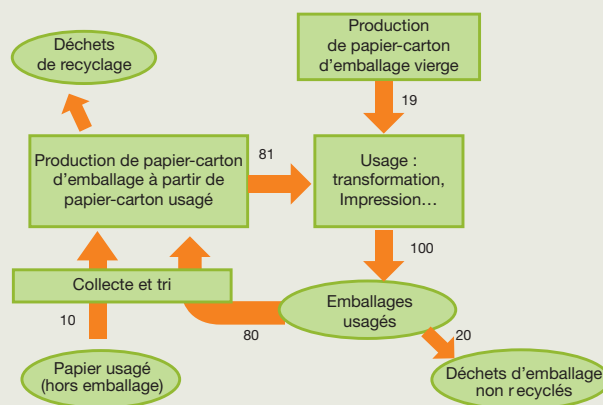 Déchets
de recyclage
Production
de papier-carton
d'emballage vierge
19
Production de papier-carton
d'emballage à partir de
papier-carton usagé
81
Usage :
transformation,
Impression...
100
Collecte et tri
10
80
Emballages
usagés
20
Papier usagé
(hors emballage)
Déchets d'emballage
non recyclés